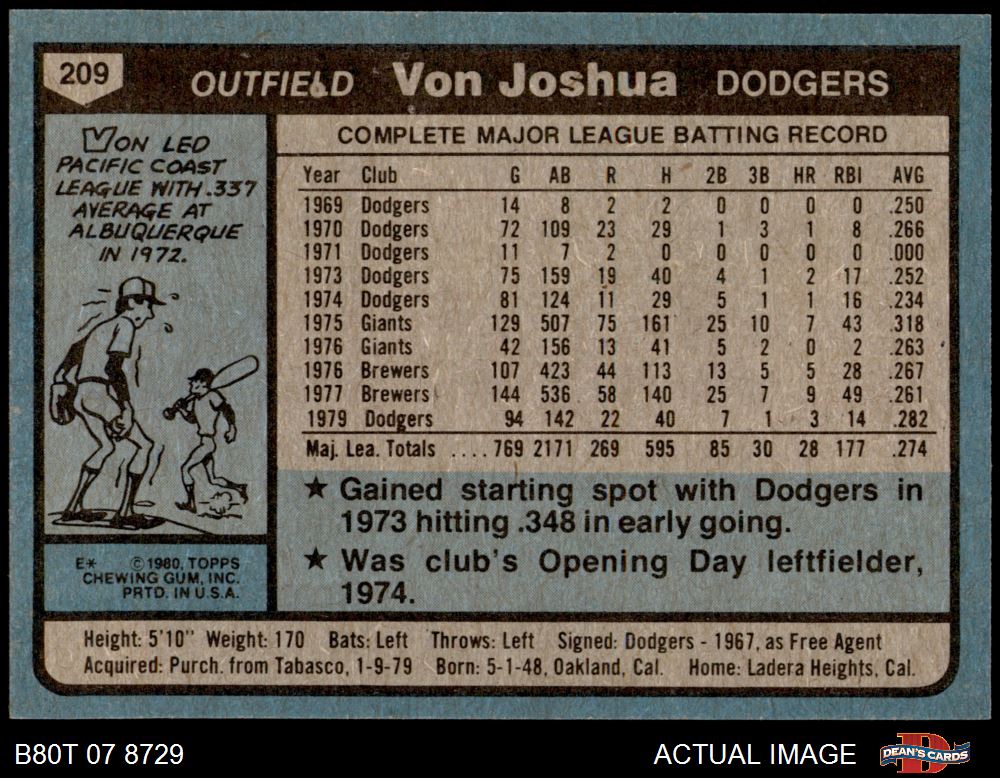 209
OUTFIELD Von Joshua DODGERS
VON LED
PACIFIC COAST
LEAGUE WITH .337
AVERAGE AT
ALBUQUERQUE
IN 1972.
COMPLETE MAJOR LEAGUE BATTING RECORD
Year Club G AB R H 2B 3B HR RBI AVG
1969 Dodgers 14 8 2 2 0 0 0 0 .250
1970 Dodgers 72 109 23 29 1 3 1 8 .266
1971 Dodgers 11 7 2 0 0 0 0 0 .000
1973 Dodgers 75 159 19 40 4 1 2 17 .252
1974 Dodgers 81 124 11 29 5 1 1 16 .234
1975 Giants 129 507 75 161 25 10 7 43 .318
1976 Giants 42 156 13 41 5 2 0 2 .263
1976 Brewers 107 423 44 113 13 5 5 28 .267
1977 Brewers 144 536 58 140 25 7 9 49 .261
1979 Dodgers 94 142 22 40 7 1 3 14 .282
Maj. Lea. Totals .... 769 2171 269 595 85 30 28 177 .274
★ Gained starting spot with Dodgers in
1973 hitting .348 in early going.
★ Was club's Opening Day leftfielder,
1974.
E* ©1980, TOPPS
CHEWING GUM, INC.
PRTD. IN U.S.A.
Height: 5'10" Weight: 170 Bats: Left Throws: Left Signed: Dodgers - 1967, as Free Agent
Acquired: Purch. from Tabasco, 1-9-79 Born: 5-1-48, Oakland, Cal. Home: Ladera Heights, Cal.
B80T 07 8729
ACTUAL IMAGE
D
DEAN'S CARDS